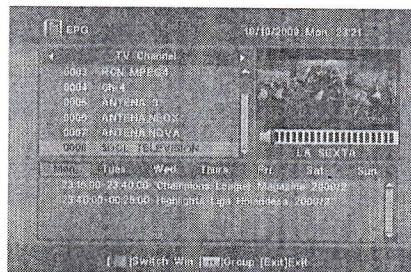 EPG
10/10/2009 Mon 23:21
TV Channel
0003 RCN MPEG4
0004 Ch 4
0005 ANTENA 3
0006 ANTENA.NEOX
0007 ANTENA.NOVA
0008 SOGE TELEVISION
LA SEXTA
Mon Tues Wed Thurs Fri Sat Sun
23:15:00-23:40:00 Champions League Magazine 2000/2
23:40:00-00:25:00 Highlights Liga Holandesa 2000/2
Switch Win Group [Exit]Exit